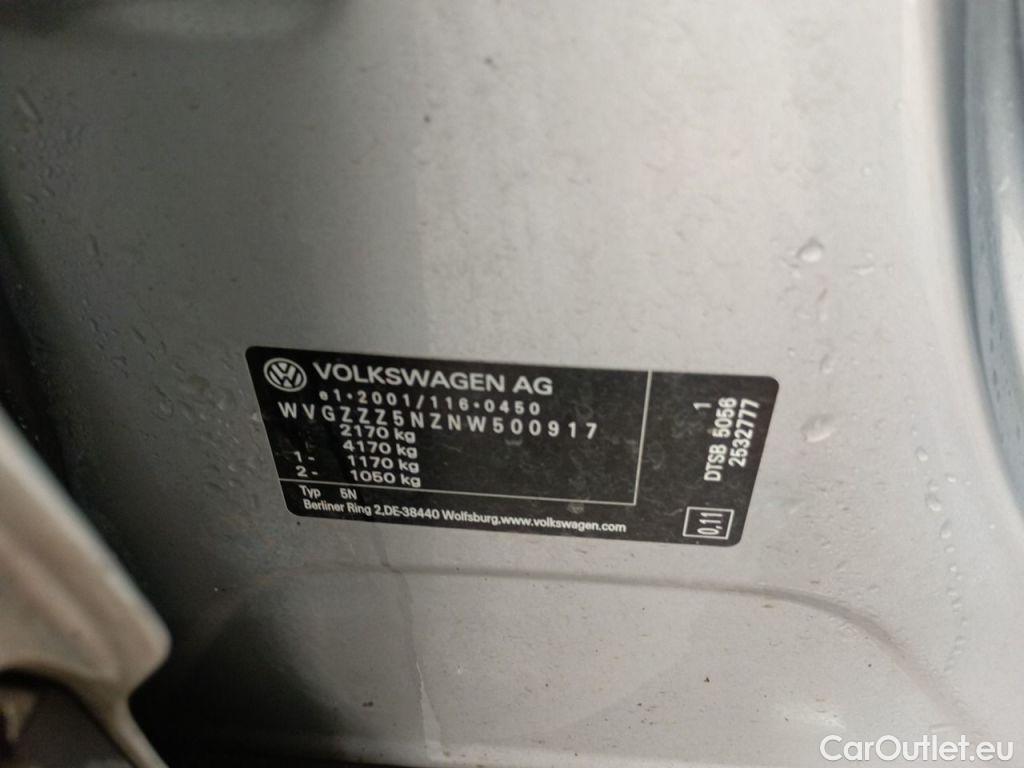 VOLKSWAGEN AG
e1*2001/116*0450
WVGZZZ5NZNW500917
2170 kg
4170 kg
1- 1170 kg
2- 1050 kg
Typ 5N
Berliner Ring 2,DE-38440 Wolfsburg,www.volkswagen.com
1
DTSB 5056
2532777
0,11
CarOutlet.eu